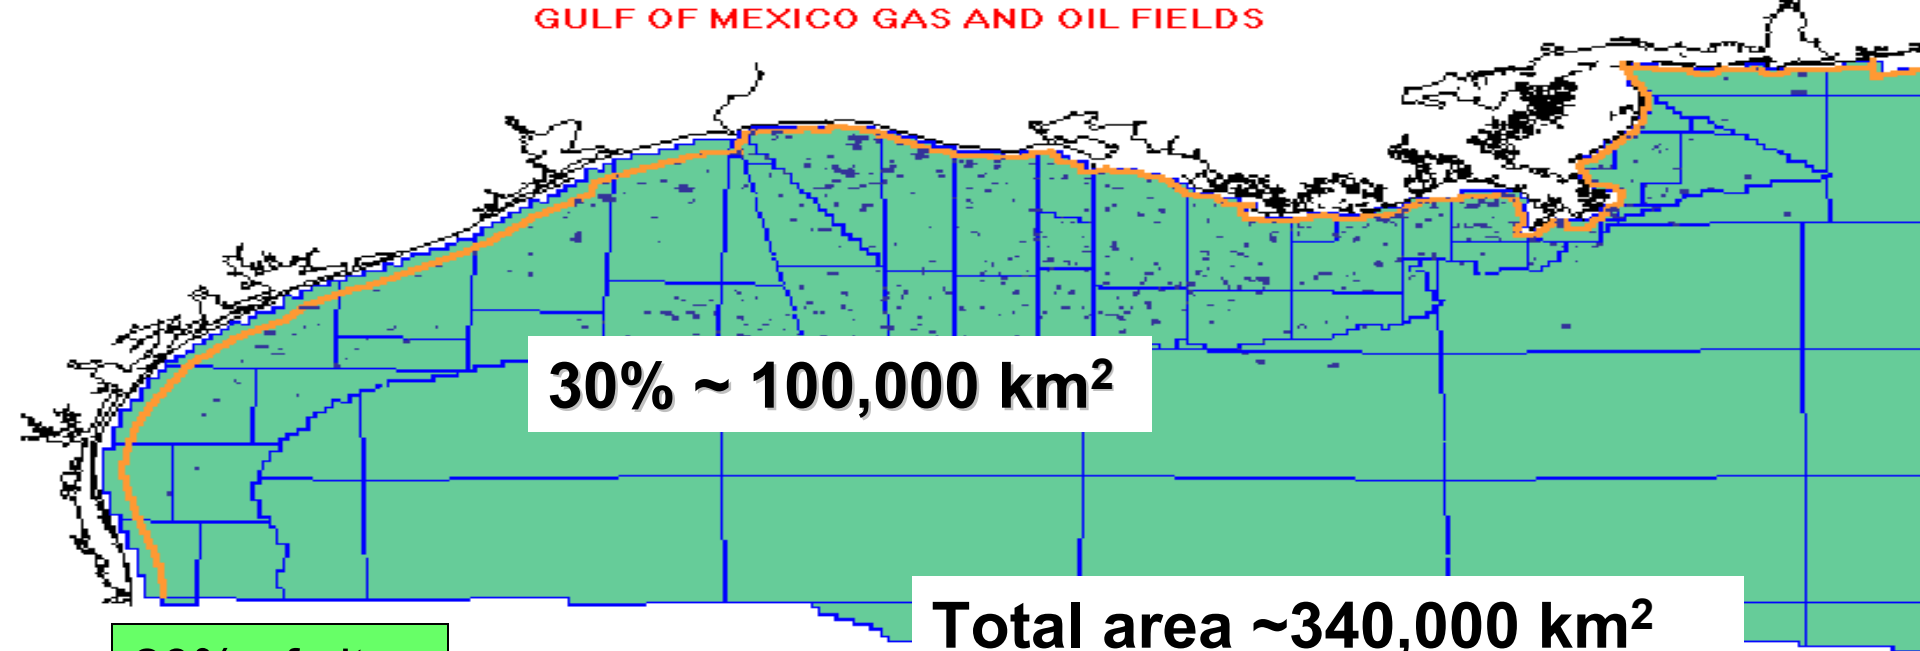 GULF OF MEXICO GAS AND OIL FIELDS
30% ~ 100,000 km²
Total area ~340,000 km²